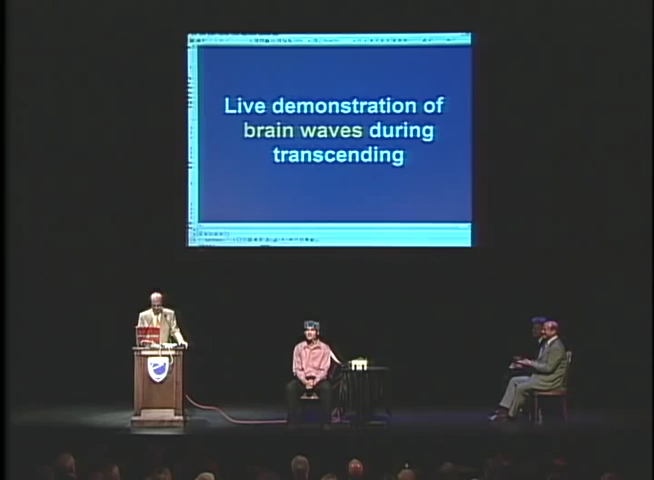 Live demonstration of
brain waves during
transcending